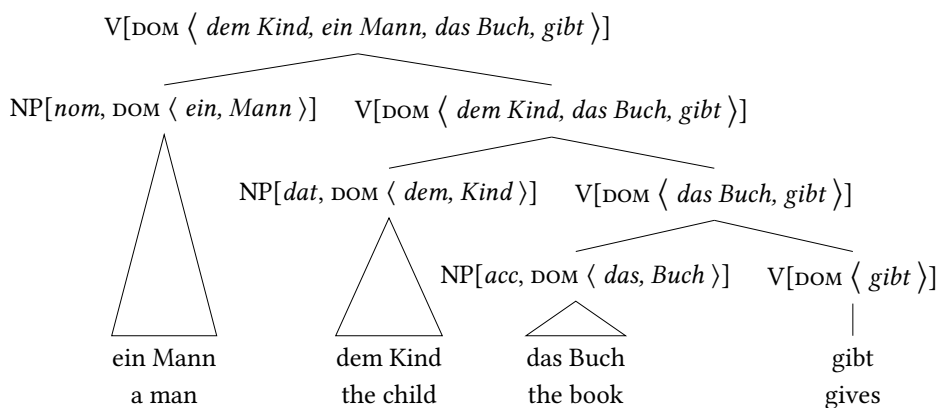 V[DOM ⟨ dem Kind, ein Mann, das Buch, gibt ⟩]
NP[nom, DOM ⟨ ein, Mann ⟩] V[DOM ⟨ dem Kind, das Buch, gibt ⟩]
NP[dat, DOM ⟨ dem, Kind ⟩] V[DOM ⟨ das Buch, gibt ⟩]
NP[acc, DOM ⟨ das, Buch ⟩] V[DOM ⟨ gibt ⟩]
ein Mann dem Kind das Buch gibt
a man the child the book gives